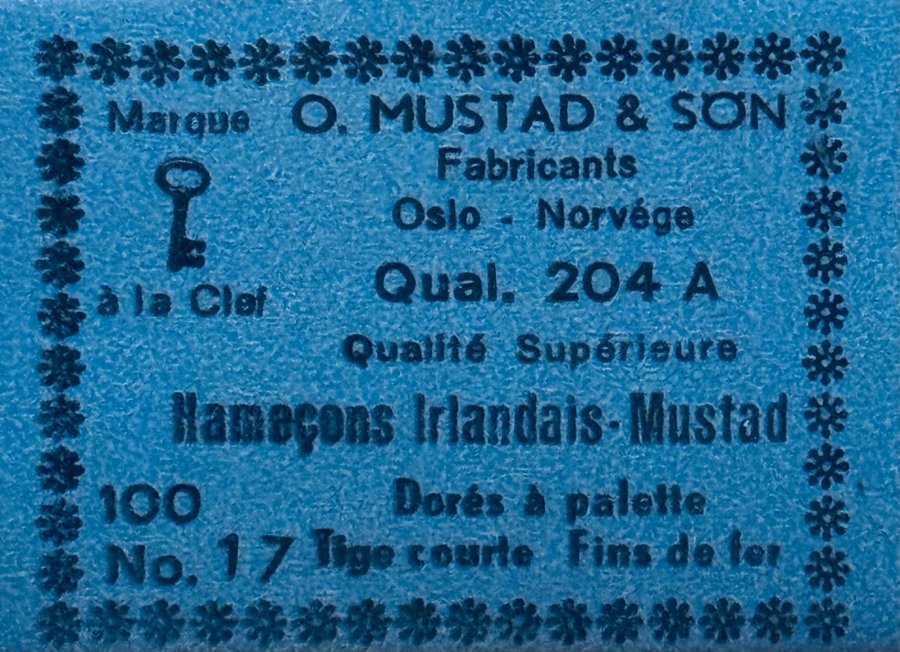 Marque O. MUSTAD & SÖN
Fabricants
Oslo - Norvége
à la Clef
Qual. 204 A
Qualité Supérieure
Hameçons Irlandais-Mustad
100 Dorés à palette
No. 17 Tige courte Fins de fer